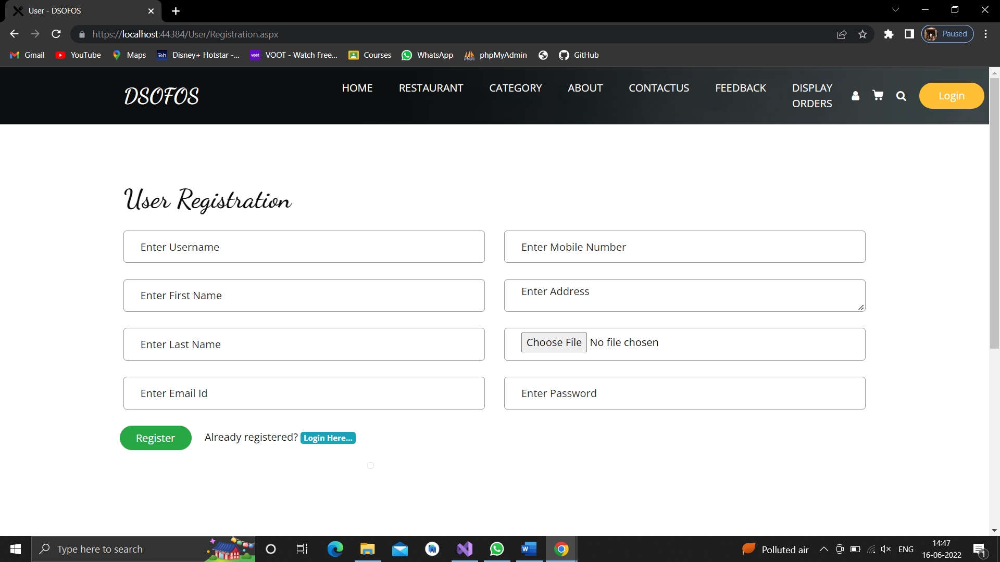 User - DSOFOS
https://localhost:44384/User/Registration.aspx
Paused
Gmail YouTube Maps Disney+ Hotstar -... VOOT - Watch Free... Courses WhatsApp phpMyAdmin GitHub
DSOFOS
HOME RESTAURANT CATEGORY ABOUT CONTACTUS FEEDBACK DISPLAY ORDERS Login
User Registration
Enter Username Enter Mobile Number
Enter First Name Enter Address
Enter Last Name Choose File No file chosen
Enter Email Id Enter Password
Register Already registered? Login Here...
Type here to search
Polluted air ENG 14:47
16-06-2022
1